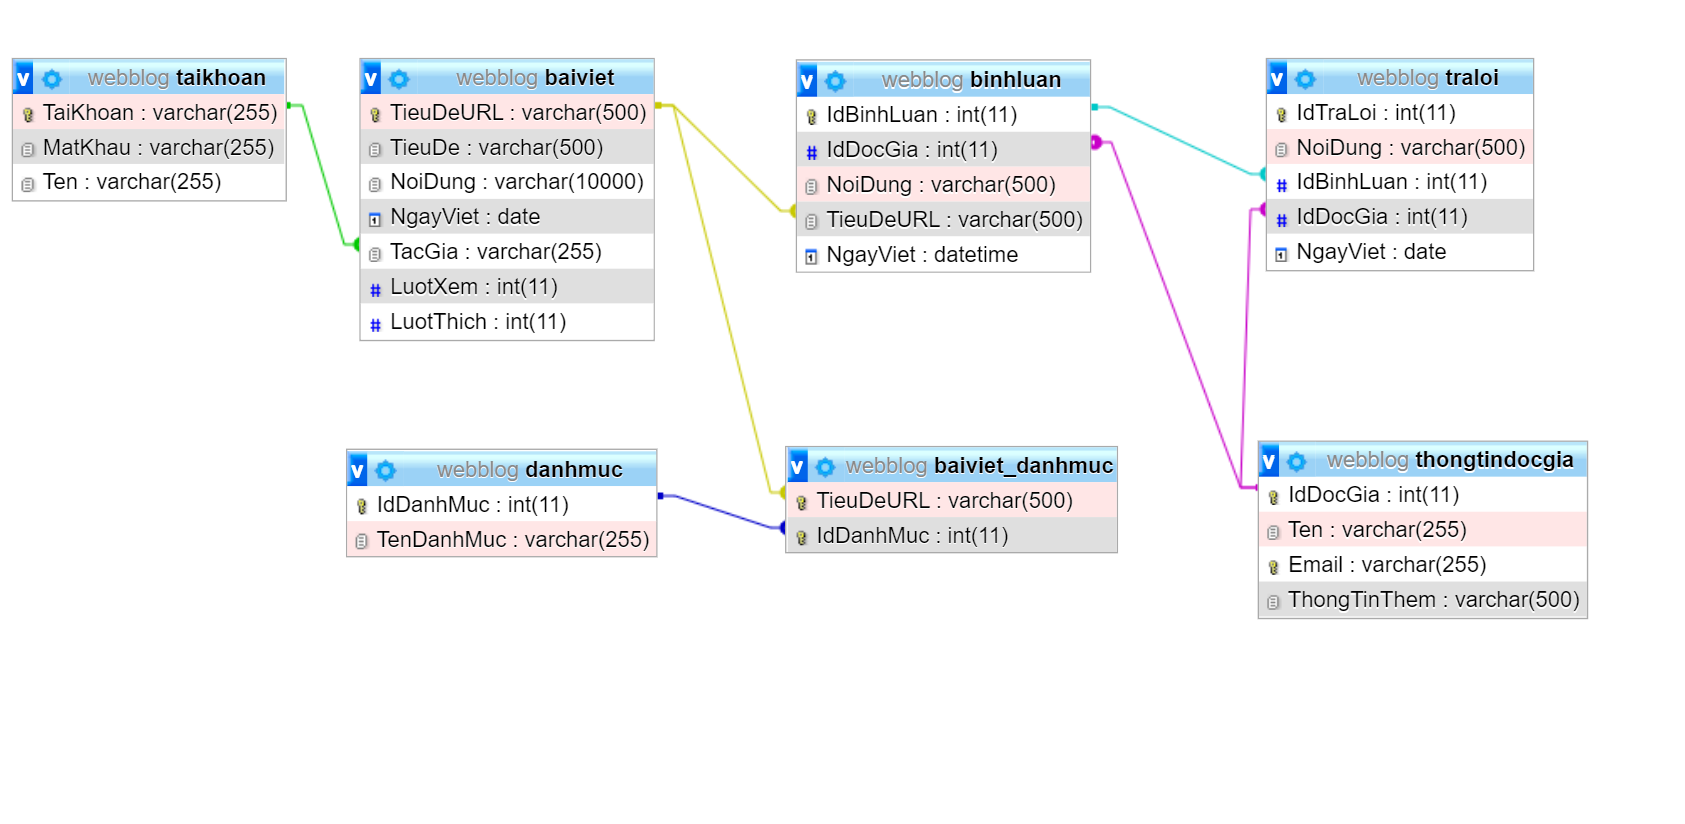 v webblog taikhoan
TaiKhoan : varchar(255)
MatKhau : varchar(255)
Ten : varchar(255)
v webblog baiviet
TieuDeURL : varchar(500)
TieuDe : varchar(500)
NoiDung : varchar(10000)
NgayViet : date
TacGia : varchar(255)
# LuotXem : int(11)
# LuotThich : int(11)
v webblog binhluan
IdBinhLuan : int(11)
# IdDocGia : int(11)
NoiDung : varchar(500)
TieuDeURL : varchar(500)
NgayViet : datetime
v webblog traloi
IdTraLoi : int(11)
NoiDung : varchar(500)
# IdBinhLuan : int(11)
# IdDocGia : int(11)
NgayViet : date
v webblog danhmuc
IdDanhMuc : int(11)
TenDanhMuc : varchar(255)
v webblog baiviet_danhmuc
TieuDeURL : varchar(500)
IdDanhMuc : int(11)
v webblog thongtindocgia
IdDocGia : int(11)
Ten : varchar(255)
Email : varchar(255)
ThongTinThem : varchar(500)